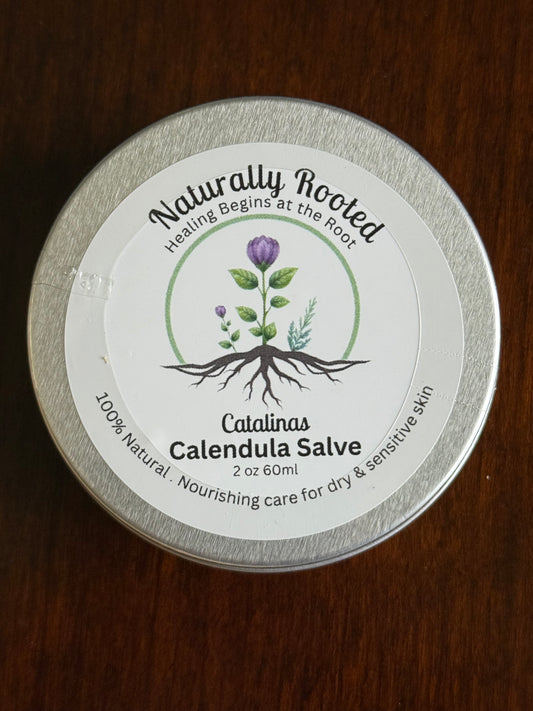 Naturally Rooted
Healing Begins at the Root
Catalinas
Calendula Salve
2 oz 60ml
100% Natural . Nourishing care for dry & sensitive skin